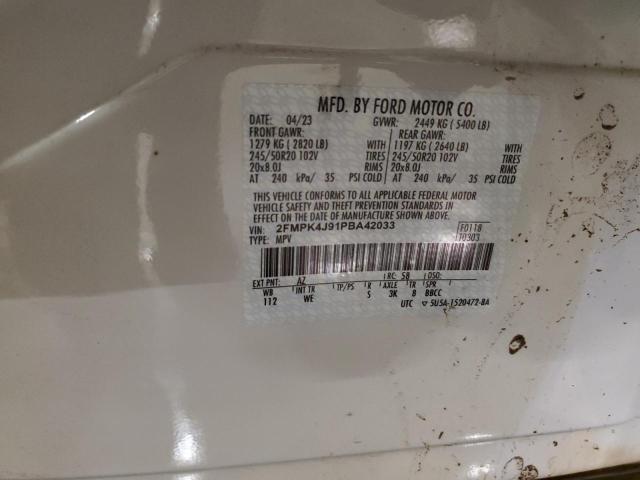 MFD. BY FORD MOTOR CO.
DATE: 04/23 GVWR: 2449 KG (5400 LB)
FRONT GAWR: REAR GAWR:
1279 KG (2820 LB) WITH 1197 KG (2640 LB) WITH
245/50R20 102V TIRES 245/50R20 102V TIRES
20x8.0J RIMS 20x8.0J RIMS
AT 240 kPa/ 35 PSI COLD AT 240 kPa/ 35 PSI COLD
THIS VEHICLE CONFORMS TO ALL APPLICABLE FEDERAL MOTOR
VEHICLE SAFETY AND THEFT PREVENTION STANDARDS IN
EFFECT ON THE DATE OF MANUFACTURE SHOWN ABOVE.
VIN: 2FMPK4J91PBA42033 F0118
TYPE: MPV T0303
EXT PNT: AZ RC: 58 DSO:
WB INT TR TP/PS R AXLE TR SPR
112 WE S 3K 8 BBCC
UTC ▽ 5U5A-1520472-BA